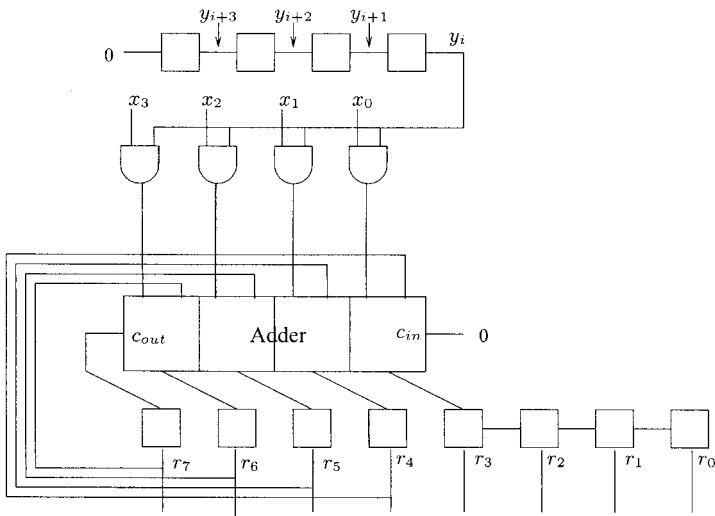 y_{i+3} y_{i+2} y_{i+1}
0 y_i
x_3 x_2 x_1 x_0
c_{out} Adder c_{in} 0
r_7 r_6 r_5 r_4 r_3 r_2 r_1 r_0